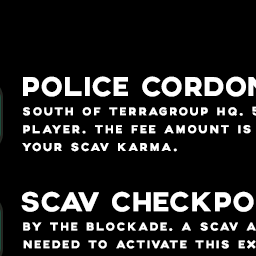 POLICE CORDON
SOUTH OF TERRAGROUP HQ.
PLAYER. THE FEE AMOUNT IS
YOUR SCAV KARMA.
SCAV CHECKPO
BY THE BLOCKADE. A SCAV A
NEEDED TO ACTIVATE THIS EX